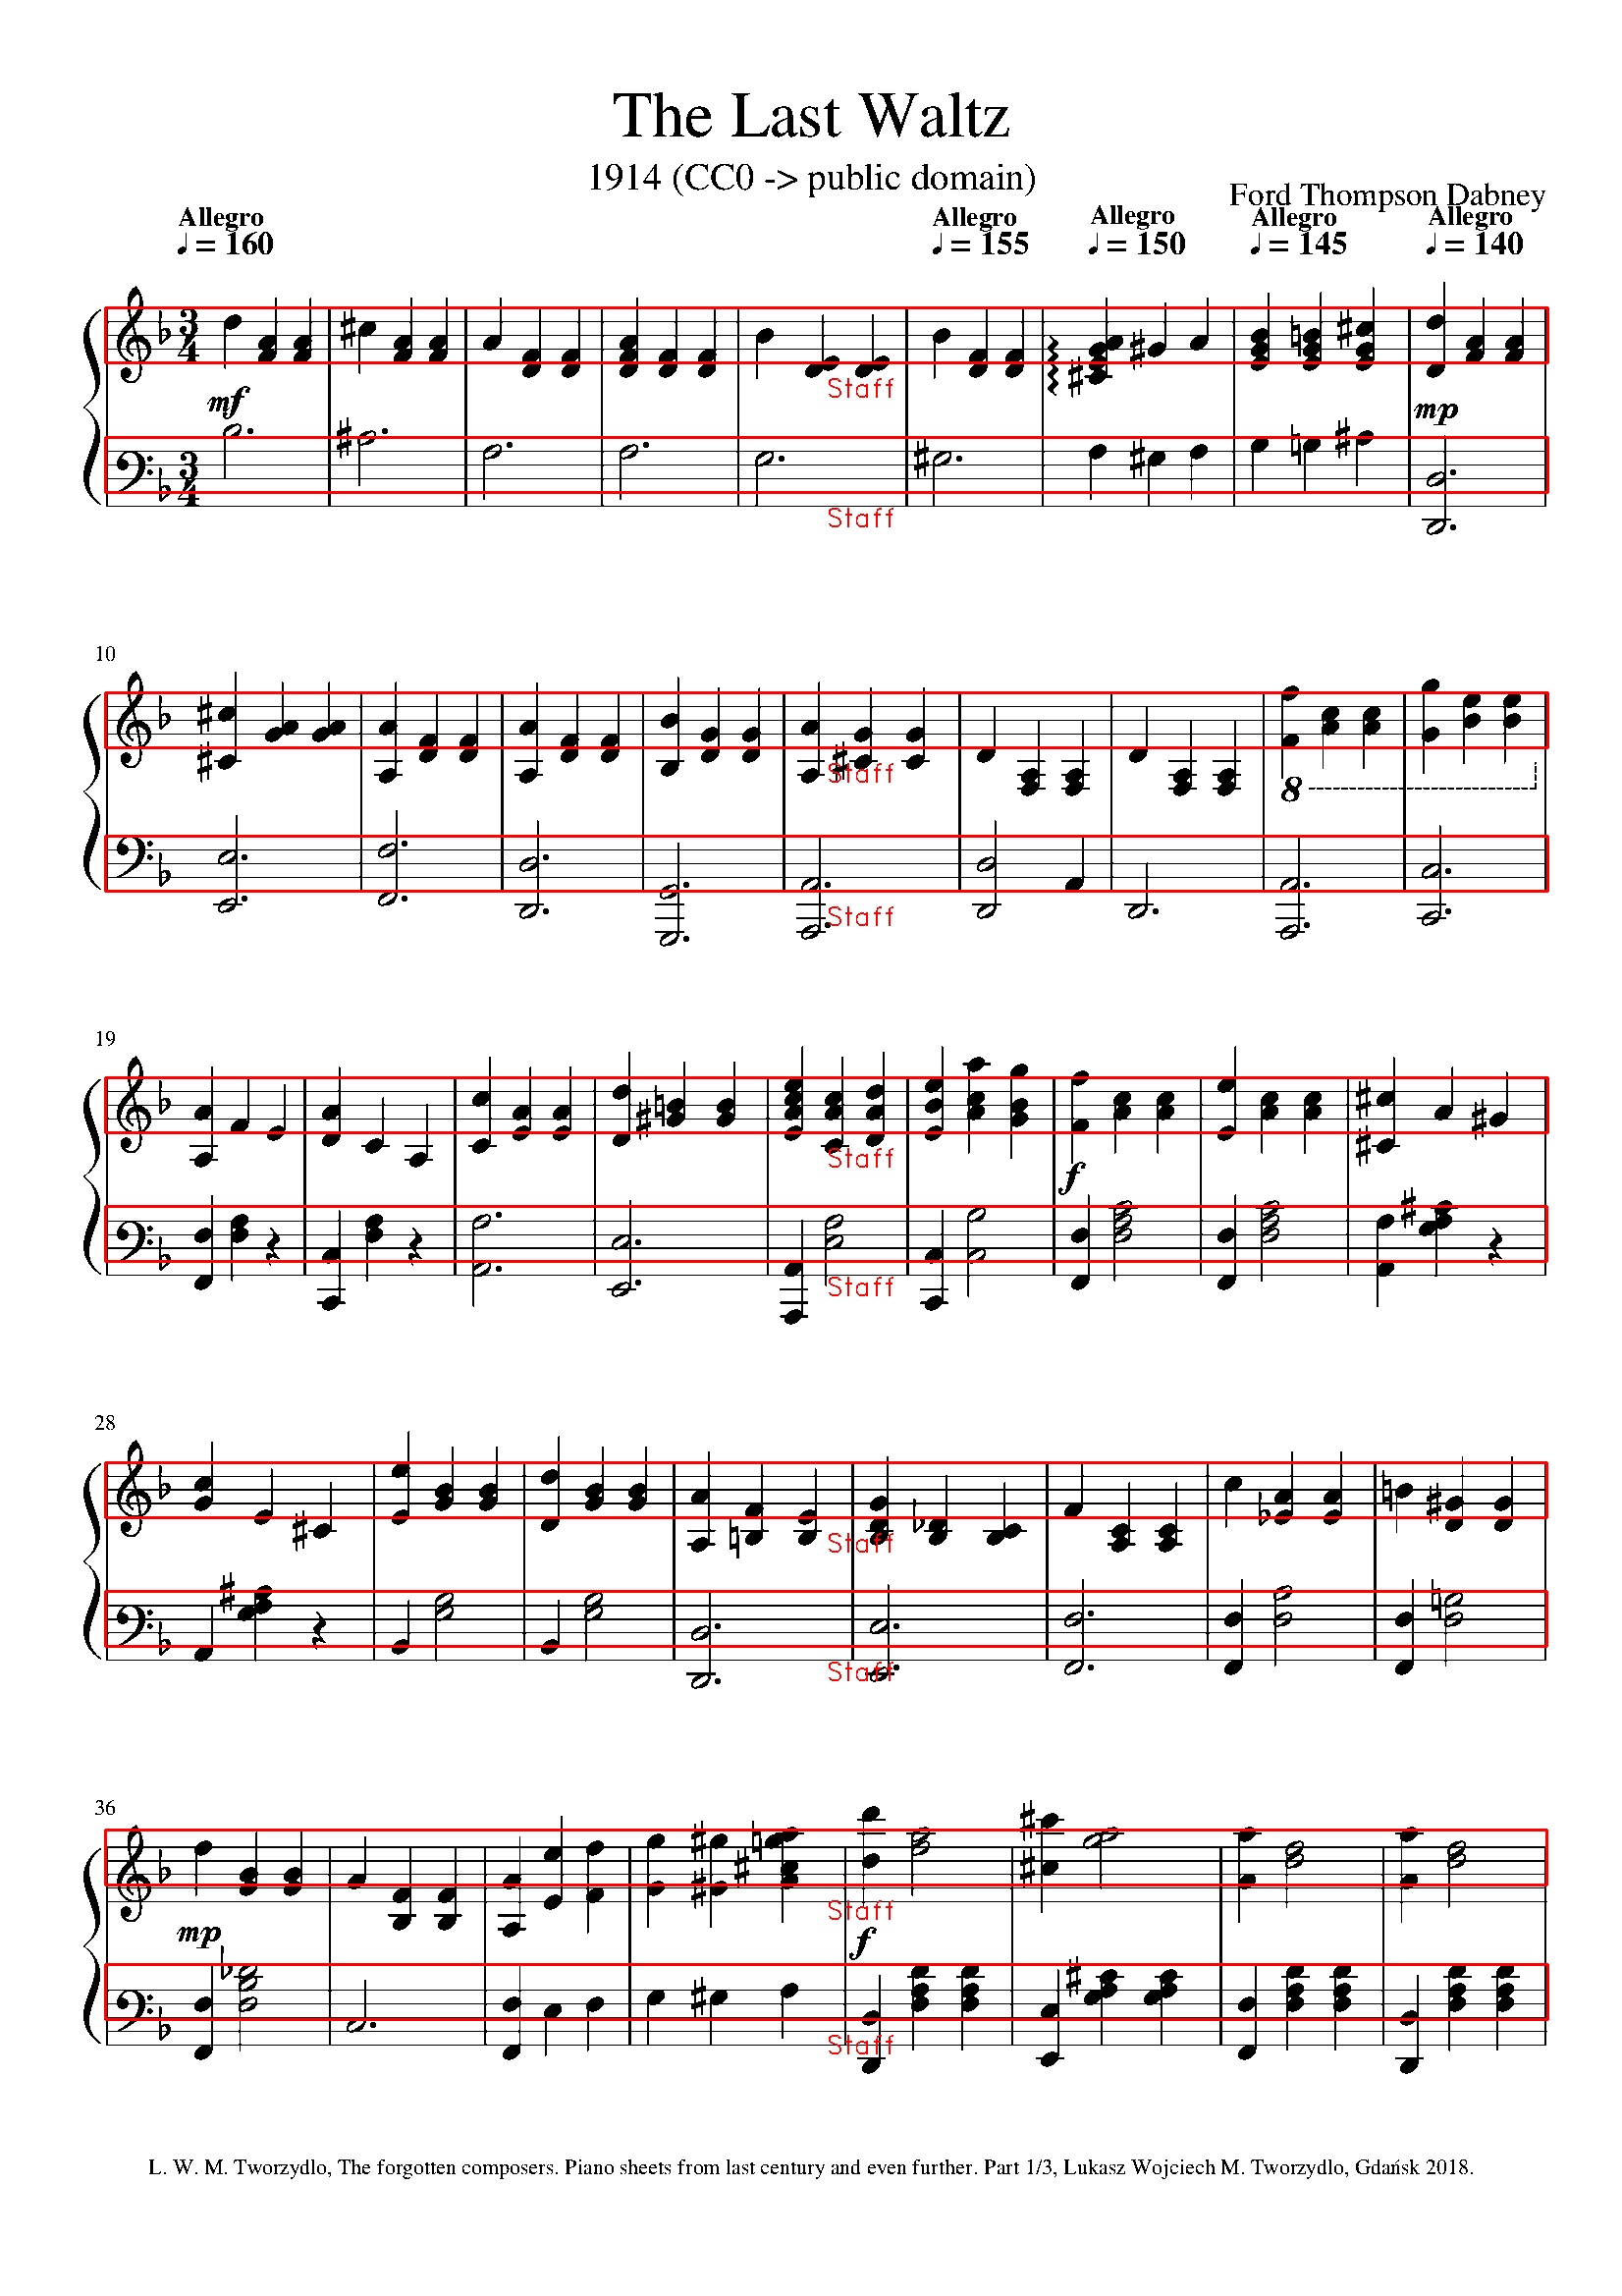 The Last Waltz
1914 (CC0 -> public domain)
Ford Thompson Dabney
Allegro Allegro Allegro Allegro Allegro
♩ = 160 ♩ = 155 ♩ = 150 ♩ = 145 ♩ = 140
3 4
Staff
mf mp
3 4
Staff
10
Staff
8
Staff
19
Staff
f
Staff
28
Staff
Staff
36
Staff
mp f
Staff
L. W. M. Tworzydlo, The forgotten composers. Piano sheets from last century and even further. Part 1/3, Lukasz Wojciech M. Tworzydlo, Gdańsk 2018.